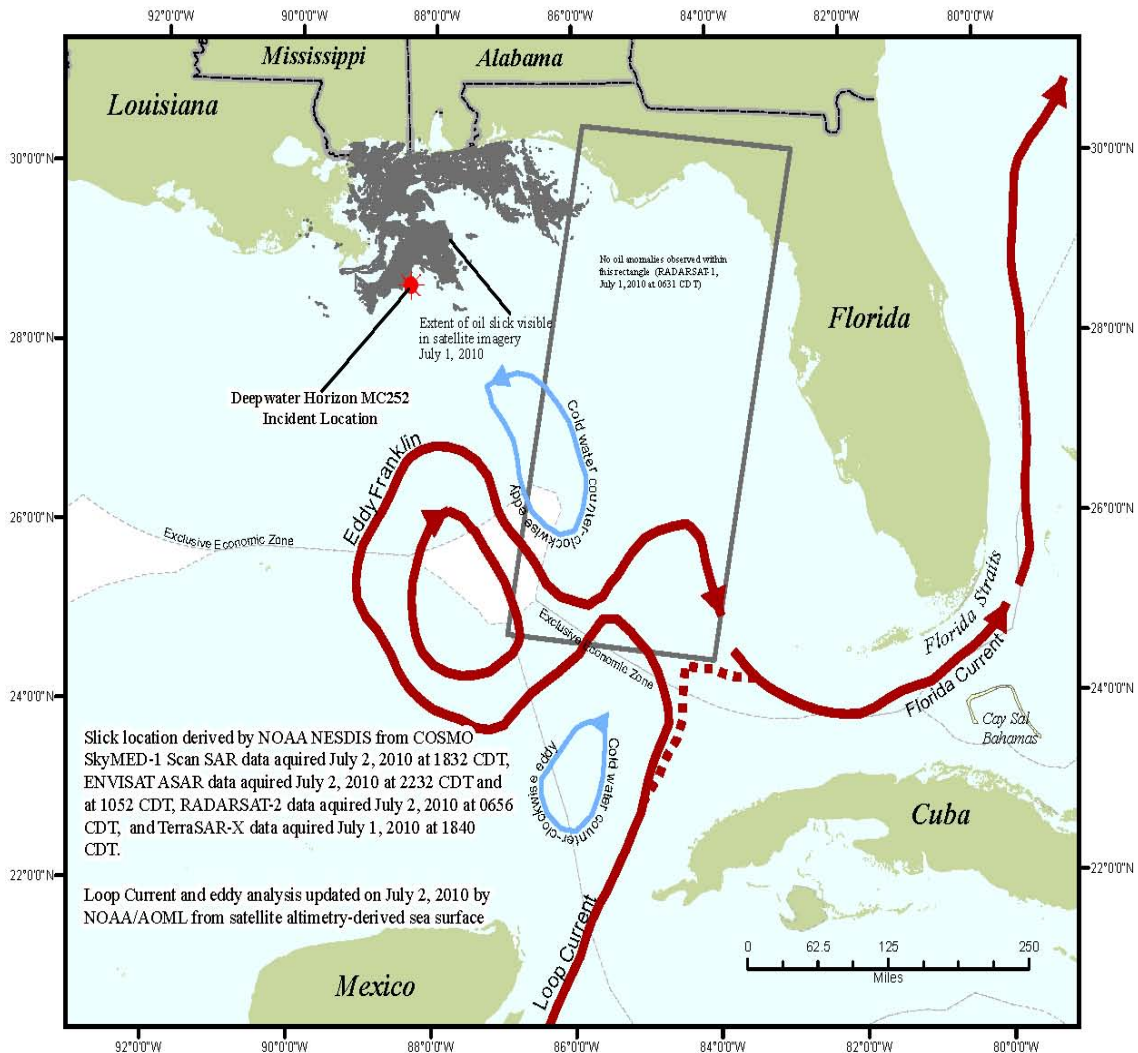 92°0'0"W
90°0'0"W
88°0'0"W
86°0'0"W
84°0'0"W
82°0'0"W
80°0'0"W
Mississippi
Alabama
Louisiana
30°0'0"N
30°0'0"N
No oil anomalies observed within
this rectangle (RADARSAT-1,
July 1, 2010 at 0631 CDT)
Florida
28°0'0"N
28°0'0"N
Extent of oil slick visible
in satellite imagery
July 1, 2010
Deepwater Horizon MC252
Incident Location
Cold water counter-clockwise eddy
Eddy Franklin
26°0'0"N
26°0'0"N
Exclusive Economic Zone
Exclusive Economic Zone
Florida Straits
Florida Current
24°0'0"N
24°0'0"N
Cay Sal
Bahamas
Slick location derived by NOAA NESDIS from COSMO
SkyMED-1 Scan SAR data aquired July 2, 2010 at 1832 CDT,
ENVISAT ASAR data aquired July 2, 2010 at 2232 CDT and
at 1052 CDT, RADARSAT-2 data aquired July 2, 2010 at 0656
CDT, and TerraSAR-X data aquired July 1, 2010 at 1840
CDT.
Cold water counter-clockwise eddy
Cuba
22°0'0"N
22°0'0"N
Loop Current and eddy analysis updated on July 2, 2010 by
NOAA/AOML from satellite altimetry-derived sea surface
Loop Current
0 62.5 125 250
Miles
Mexico
92°0'0"W
90°0'0"W
88°0'0"W
86°0'0"W
84°0'0"W
82°0'0"W
80°0'0"W